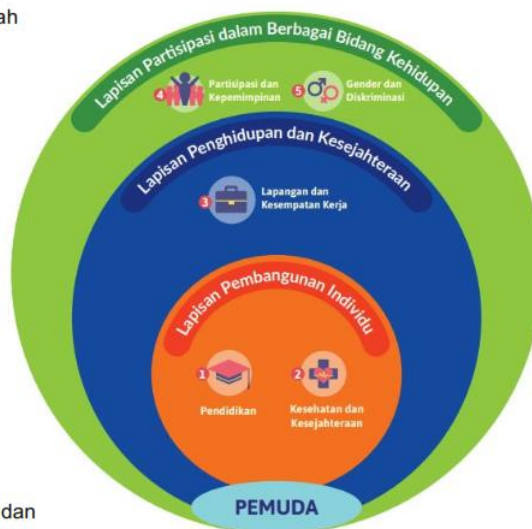 ah
Lapisan Partisipasi dalam Berbagai Bidang Kehidupan
4
Partisipasi dan
Kepemimpinan
5
Gender dan
Diskriminasi
Lapisan Penghidupan dan Kesejahteraan
3
Lapangan dan
Kesempatan Kerja
Lapisan Pembangunan Individu
1
Pendidikan
2
Kesehatan dan
Kesejahteraan
PEMUDA
dan